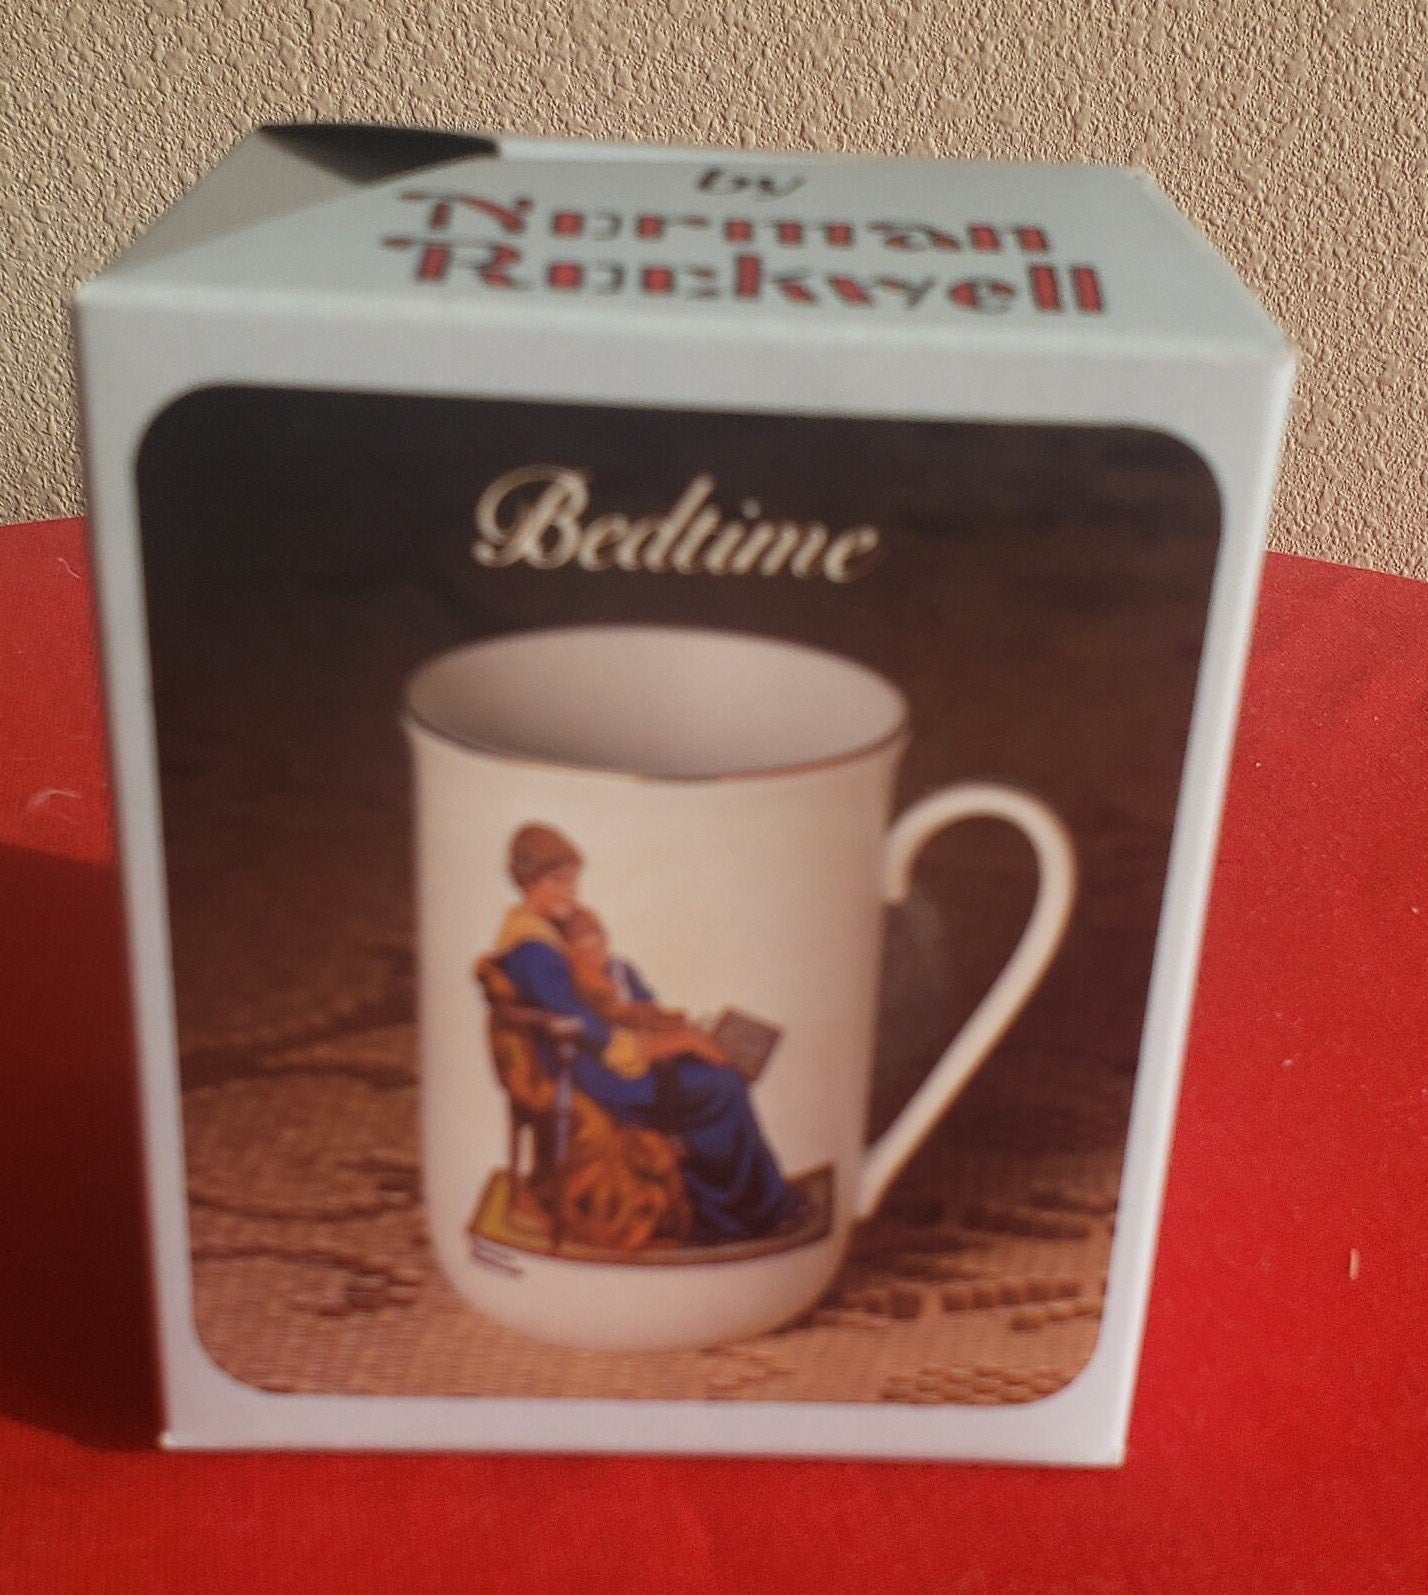 by
Norman
Rockwell
Bedtime